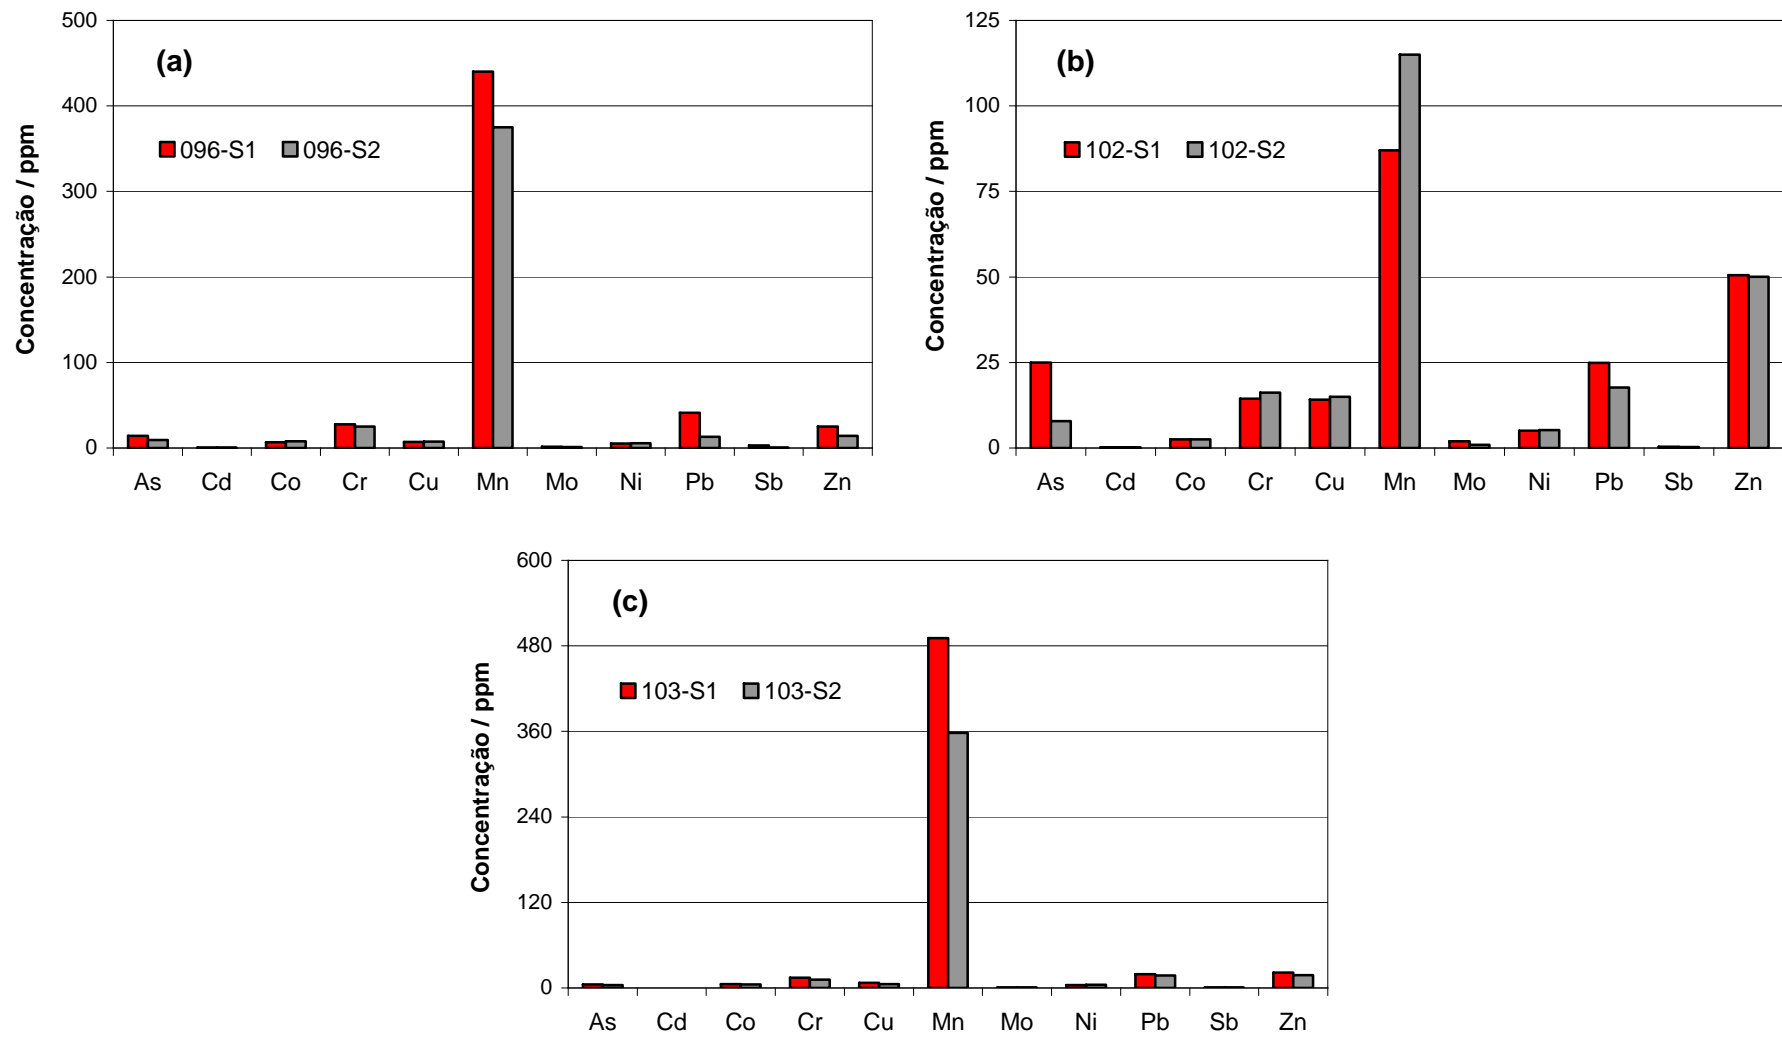 (a)
Concentração / ppm
500
400
300
200
100
0
096-S1 096-S2
As Cd Co Cr Cu Mn Mo Ni Pb Sb Zn
(b)
Concentração / ppm
125
100
75
50
25
0
102-S1 102-S2
As Cd Co Cr Cu Mn Mo Ni Pb Sb Zn
(c)
Concentração / ppm
600
480
360
240
120
0
103-S1 103-S2
As Cd Co Cr Cu Mn Mo Ni Pb Sb Zn